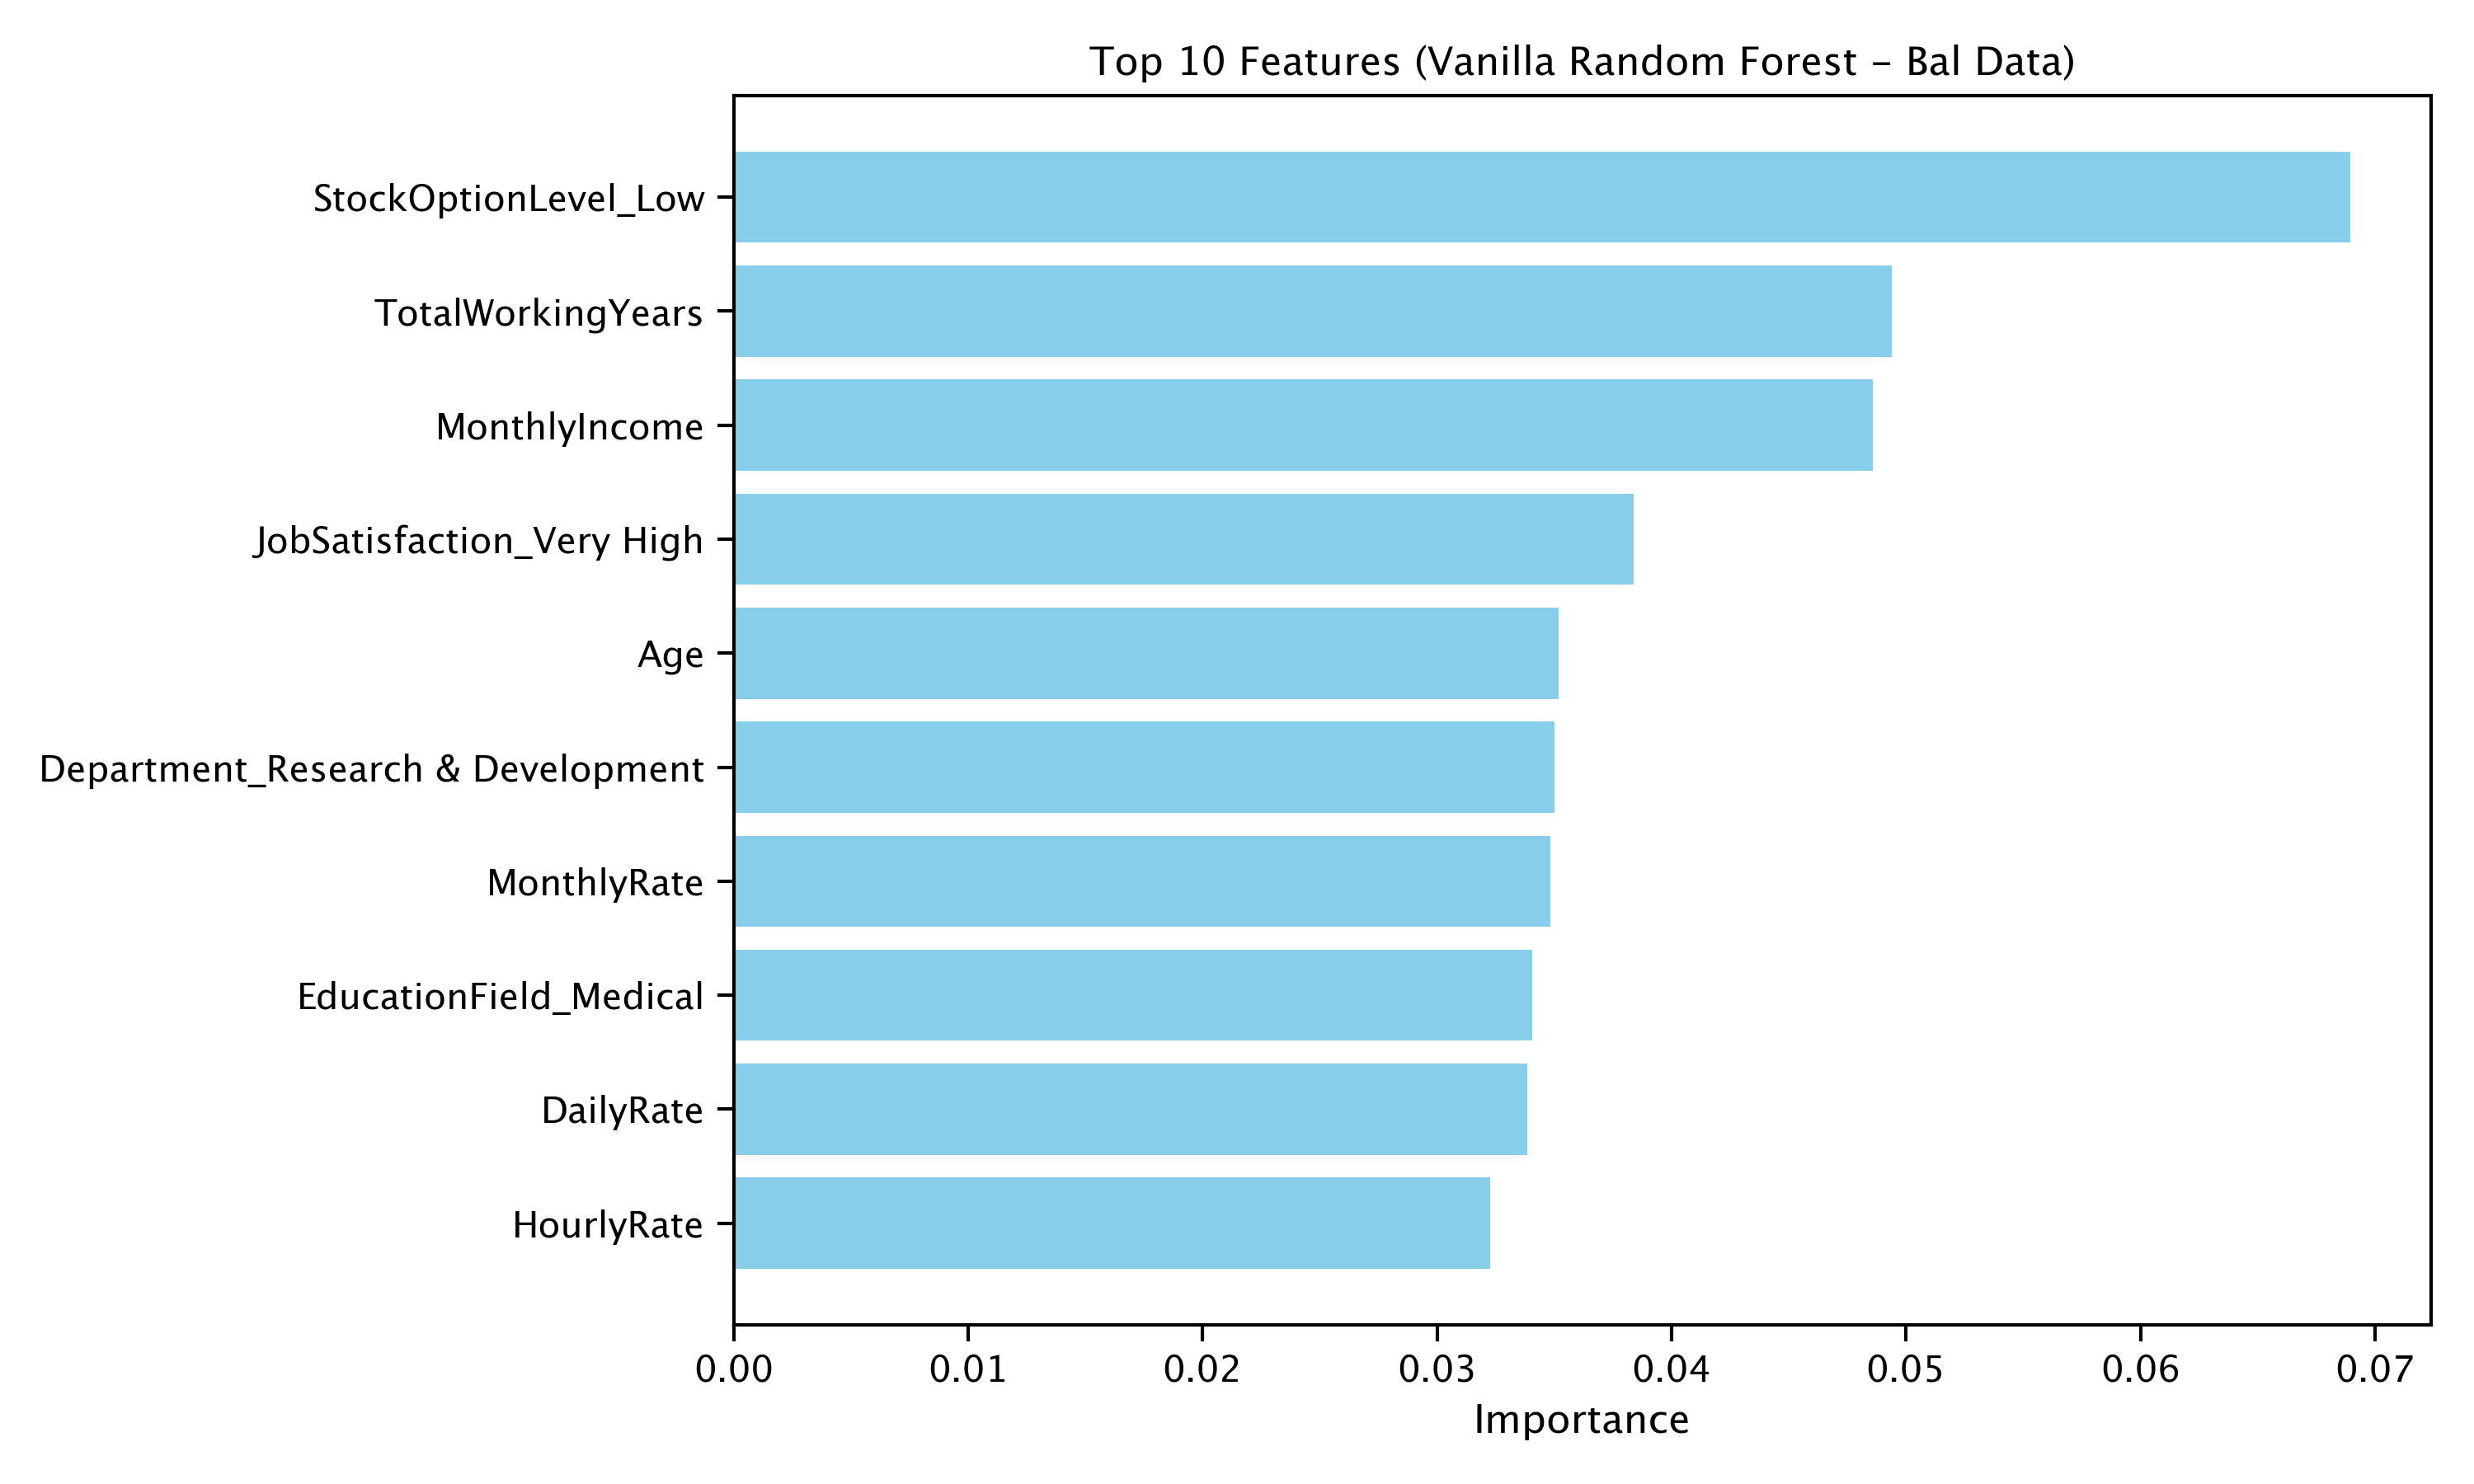 Top 10 Features (Vanilla Random Forest – Bal Data)
StockOptionLevel_Low
TotalWorkingYears
MonthlyIncome
JobSatisfaction_Very High
Age
Department_Research & Development
MonthlyRate
EducationField_Medical
DailyRate
HourlyRate
0.00 0.01 0.02 0.03 0.04 0.05 0.06 0.07
Importance